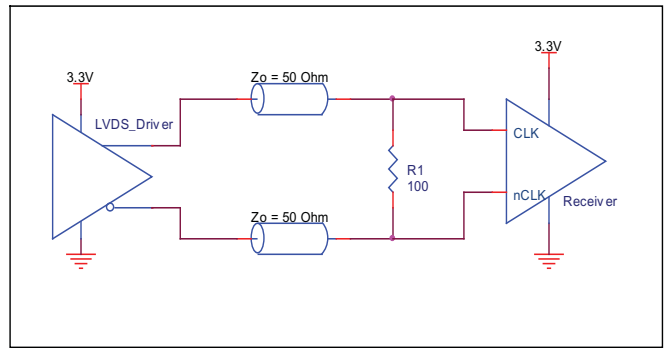 3.3V
LVDS_Driver
Zo = 50 Ohm
Zo = 50 Ohm
R1
100
3.3V
CLK
nCLK
Receiver